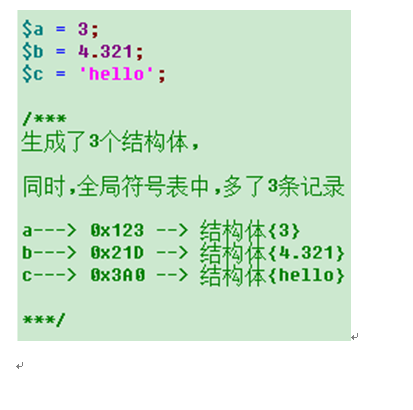 $a = 3;
$b = 4.321;
$c = 'hello';
/***
生成了3个结构体,
同时,全局符号表中,多了3条记录
a---> 0x123 --> 结构体{3}
b---> 0x21D --> 结构体{4.321}
c---> 0x3A0 --> 结构体{hello}
***/